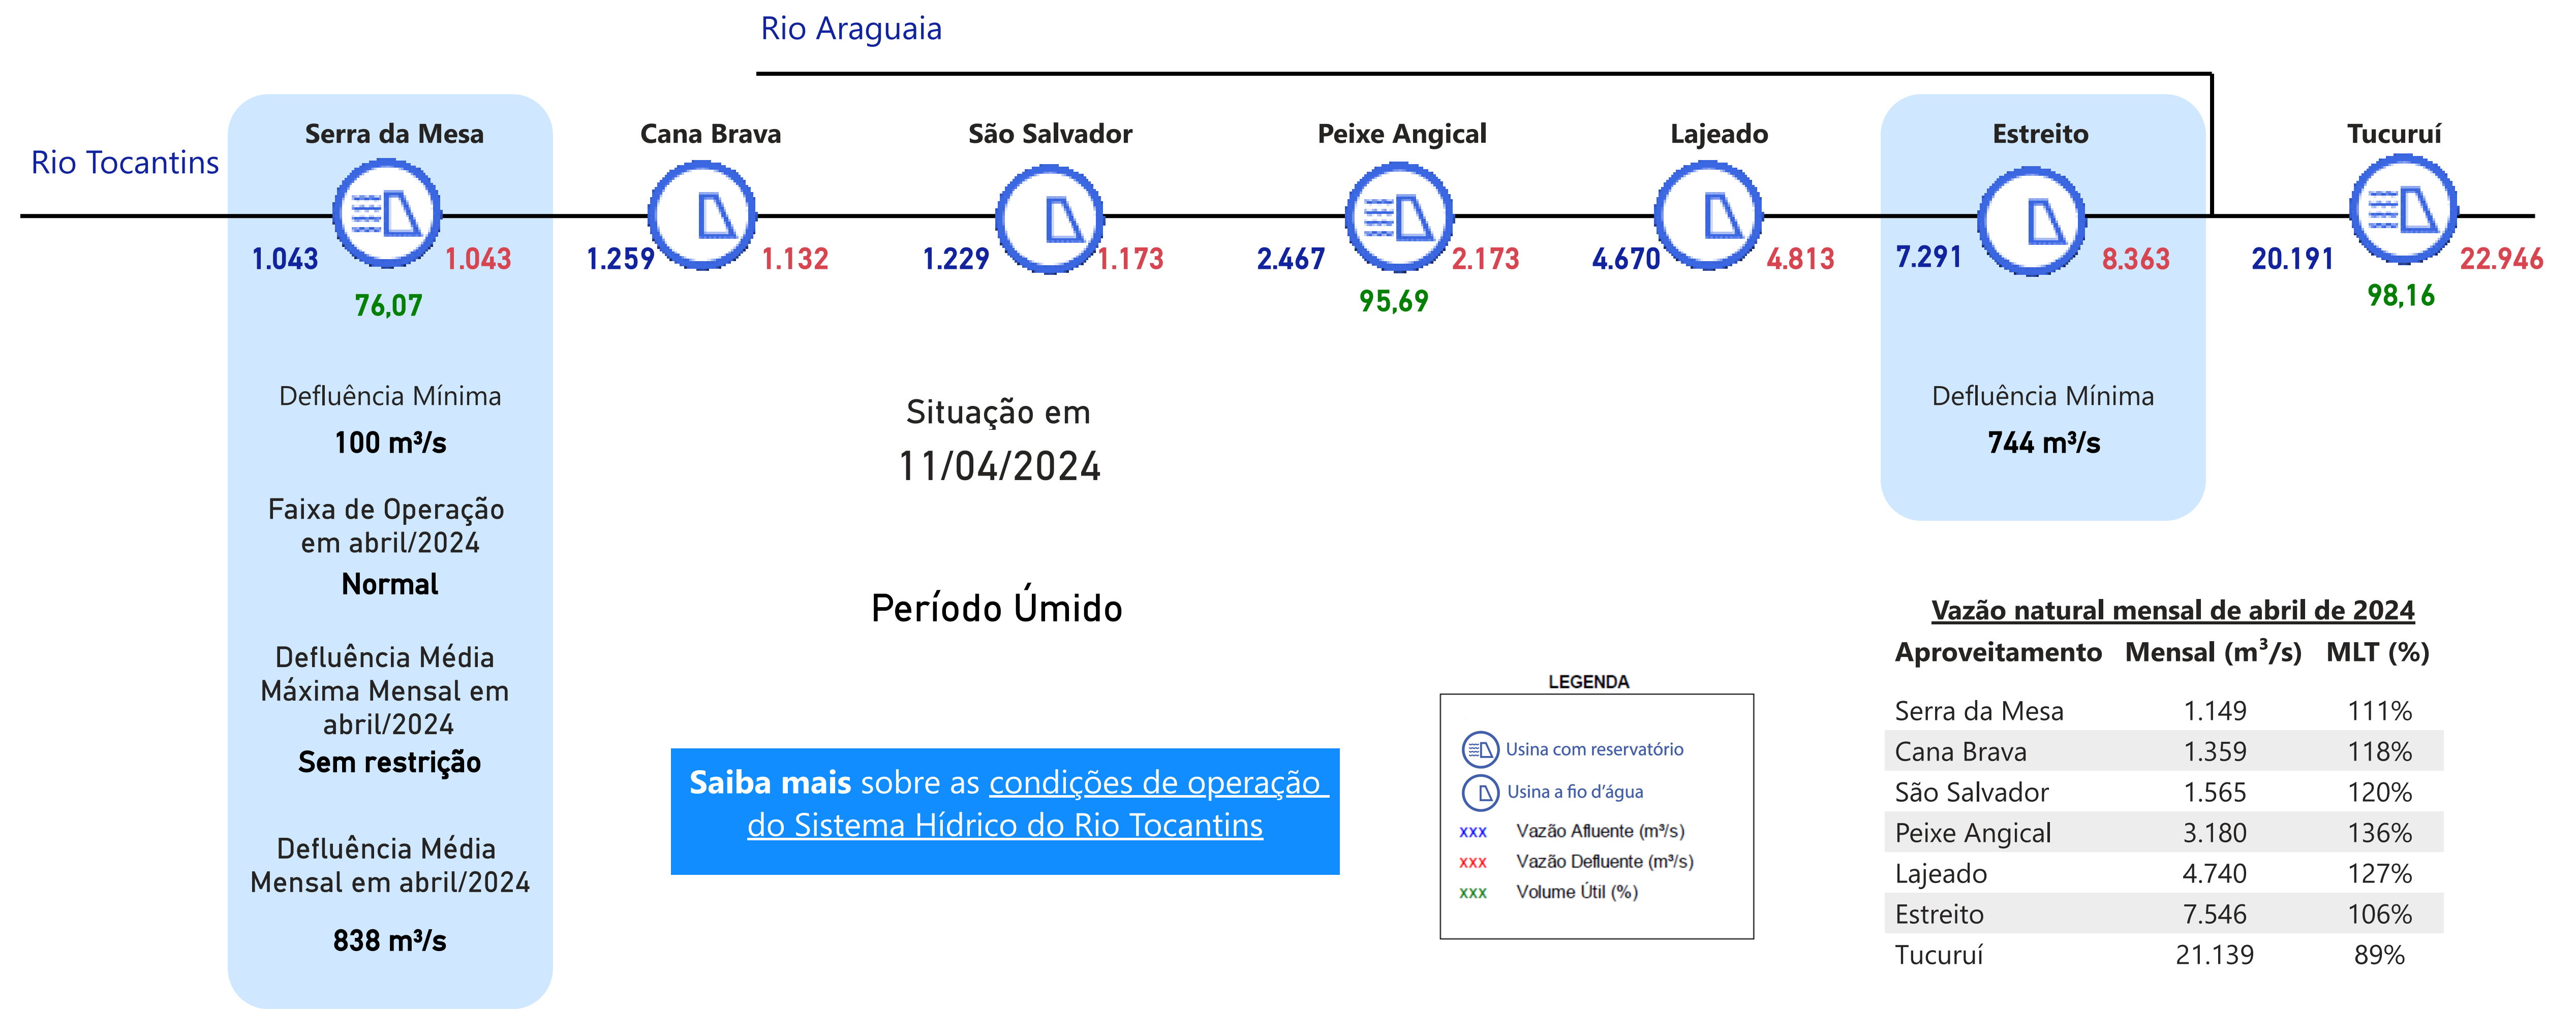 Rio Araguaia
Rio Tocantins
Serra da Mesa
Cana Brava
São Salvador
Peixe Angical
Lajeado
Estreito
Tucuruí
1.043
1.043
1.259
1.132
1.229
1.173
2.467
2.173
4.670
4.813
7.291
8.363
20.191
22.946
76,07
95,69
98,16
Defluência Mínima
100 m³/s
Faixa de Operação
em abril/2024
Normal
Defluência Média
Máxima Mensal em
abril/2024
Sem restrição
Defluência Média
Mensal em abril/2024
838 m³/s
Situação em
11/04/2024
Período Úmido
Saiba mais sobre as condições de operação
do Sistema Hídrico do Rio Tocantins
Defluência Mínima
744 m³/s
LEGENDA
Usina com reservatório
Usina a fio d’água
xxx Vazão Afluente (m³/s)
xxx Vazão Defluente (m³/s)
xxx Volume Útil (%)
Vazão natural mensal de abril de 2024
Aproveitamento Mensal (m³/s) MLT (%)
Serra da Mesa 1.149 111%
Cana Brava 1.359 118%
São Salvador 1.565 120%
Peixe Angical 3.180 136%
Lajeado 4.740 127%
Estreito 7.546 106%
Tucuruí 21.139 89%